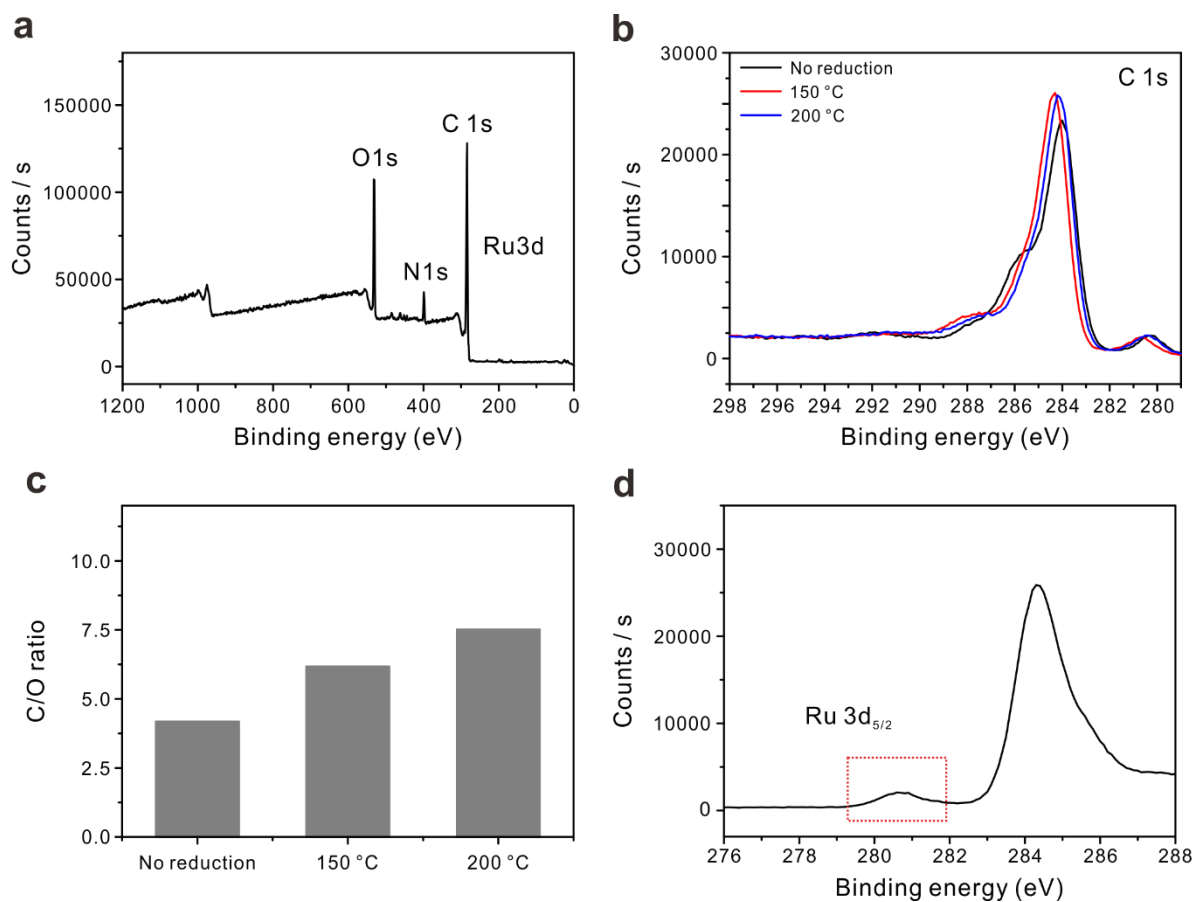 a
150000
100000
50000
0
Counts / s
O1s
N1s
C 1s
Ru3d
1200
1000
800
600
400
200
0
Binding energy (eV)
b
30000
20000
10000
0
Counts / s
No reduction
150 °C
200 °C
C 1s
298
296
294
292
290
288
286
284
282
280
Binding energy (eV)
c
10.0
7.5
5.0
2.5
0.0
C/O ratio
No reduction
150 °C
200 °C
d
30000
20000
10000
0
Counts / s
Ru 3d5/2
276
278
280
282
284
286
288
Binding energy (eV)